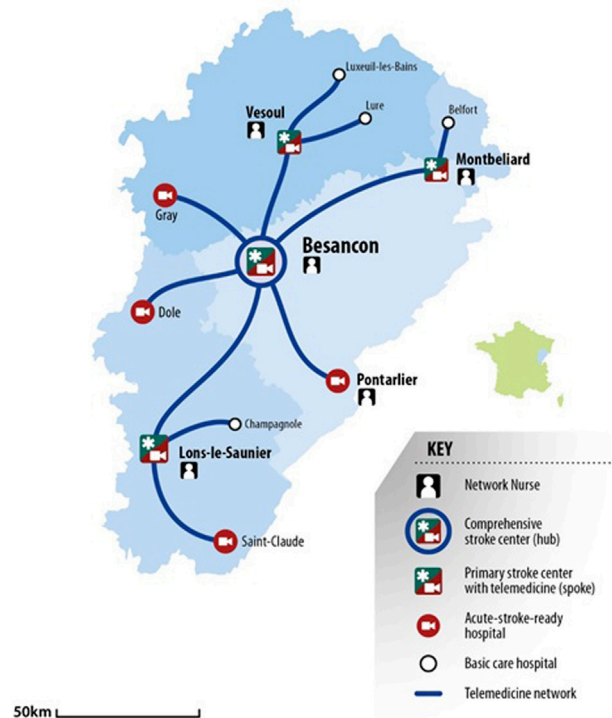 Luxeuil-les-Bains
Vesoul
Lure
Belfort
Montbeliard
Gray
Besancon
Dole
Pontarlier
Champagnole
Lons-le-Saunier
Saint-Claude
KEY
Network Nurse
Comprehensive
stroke center (hub)
Primary stroke center
with telemedicine (spoke)
Acute-stroke-ready
hospital
Basic care hospital
Telemedicine network
50km